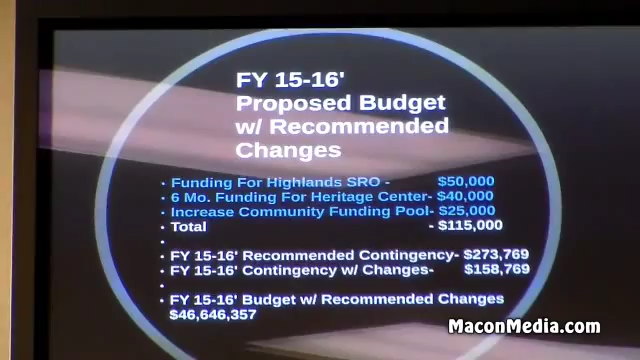 FY 15-16'
Proposed Budget
w/ Recommended
Changes
• Funding For Highlands SRO - $50,000
• 6 Mo. Funding For Heritage Center- $40,000
• Increase Community Funding Pool- $25,000
• Total - $115,000
•
• FY 15-16' Recommended Contingency- $273,769
• FY 15-16' Contingency w/ Changes- $158,769
•
• FY 15-16' Budget w/ Recommended Changes
$46,646,357
MaconMedia.com